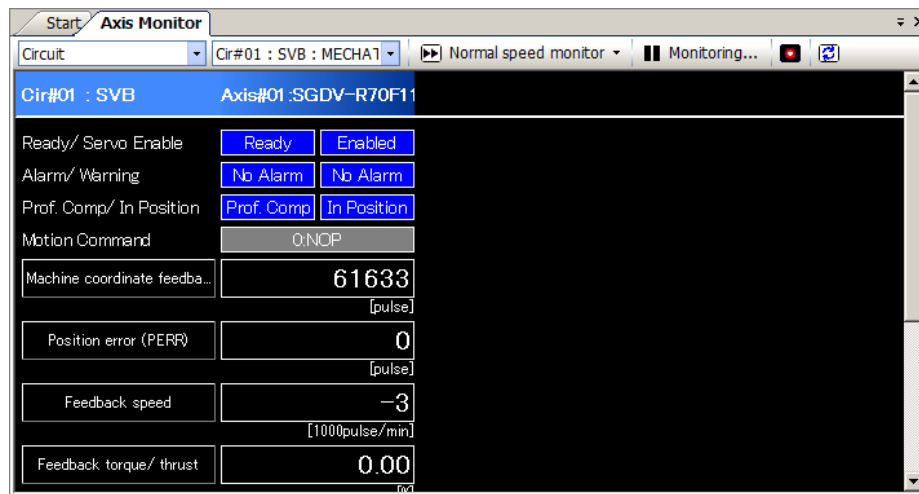 Start Axis Monitor
Circuit Cir#01 : SVB : MECHAT Normal speed monitor Monitoring...
Cir#01 : SVB Axis#01:SGDV-R70F11
Ready/ Servo Enable Ready Enabled
Alarm/ Warning No Alarm No Alarm
Prof. Comp/ In Position Prof. Comp In Position
Motion Command 0:NOP
Machine coordinate feedba... 61633
[pulse]
Position error (PERR) 0
[pulse]
Feedback speed -3
[1000pulse/min]
Feedback torque/ thrust 0.00
[%]